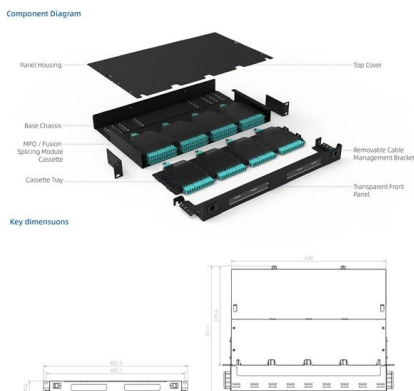 Component Diagram
Panel Housing
Top Cover
Base Chassis
MPO / Fusion
Splicing Module
Cassette
Cassette Tray
Removable Cable
Management Bracket
Transparent Front
Panel
Key dimensuons